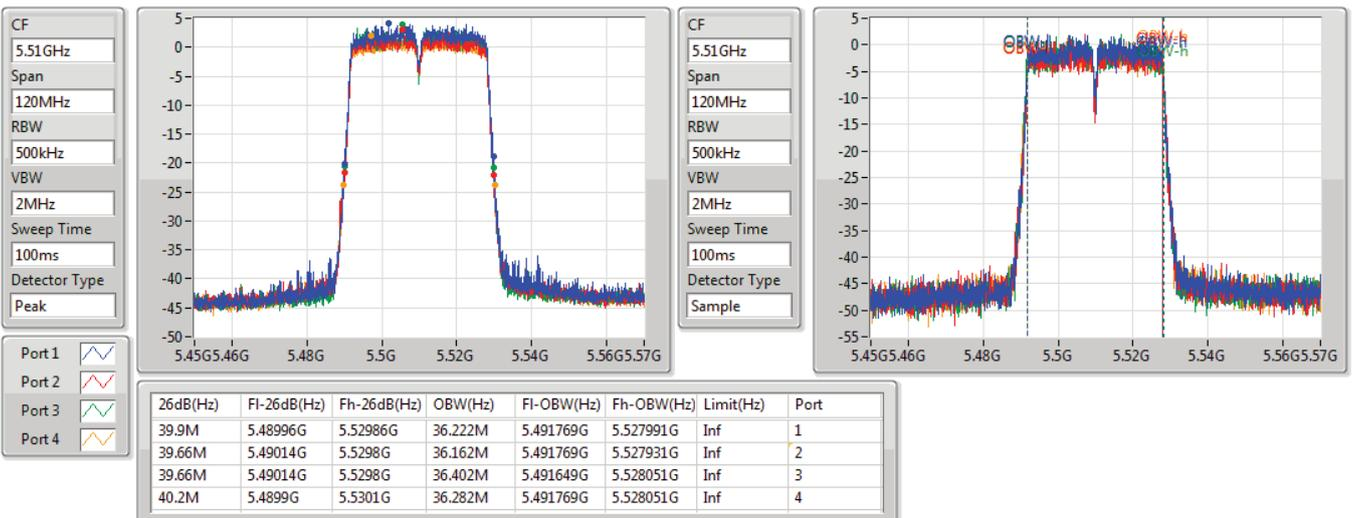 CF
5.51GHz
Span
120MHz
RBW
500kHz
VBW
2MHz
Sweep Time
100ms
Detector Type
Peak
5
0
-5
-10
-15
-20
-25
-30
-35
-40
-45
-50
5.45G5.46G 5.48G 5.5G 5.52G 5.54G 5.56G5.57G
CF
5.51GHz
Span
120MHz
RBW
500kHz
VBW
2MHz
Sweep Time
100ms
Detector Type
Sample
5
0
-5
-10
-15
-20
-25
-30
-35
-40
-45
-50
-55
5.45G5.46G 5.48G 5.5G 5.52G 5.54G 5.56G5.57G
Port 1
Port 2
Port 3
Port 4
26dB(Hz) Fl-26dB(Hz) Fh-26dB(Hz) OBW(Hz) Fl-OBW(Hz) Fh-OBW(Hz) Limit(Hz) Port
39.9M 5.48996G 5.52986G 36.222M 5.491769G 5.527991G Inf 1
39.66M 5.49014G 5.5298G 36.162M 5.491769G 5.527931G Inf 2
39.66M 5.49014G 5.5298G 36.402M 5.491649G 5.528051G Inf 3
40.2M 5.4899G 5.5301G 36.282M 5.491769G 5.528051G Inf 4